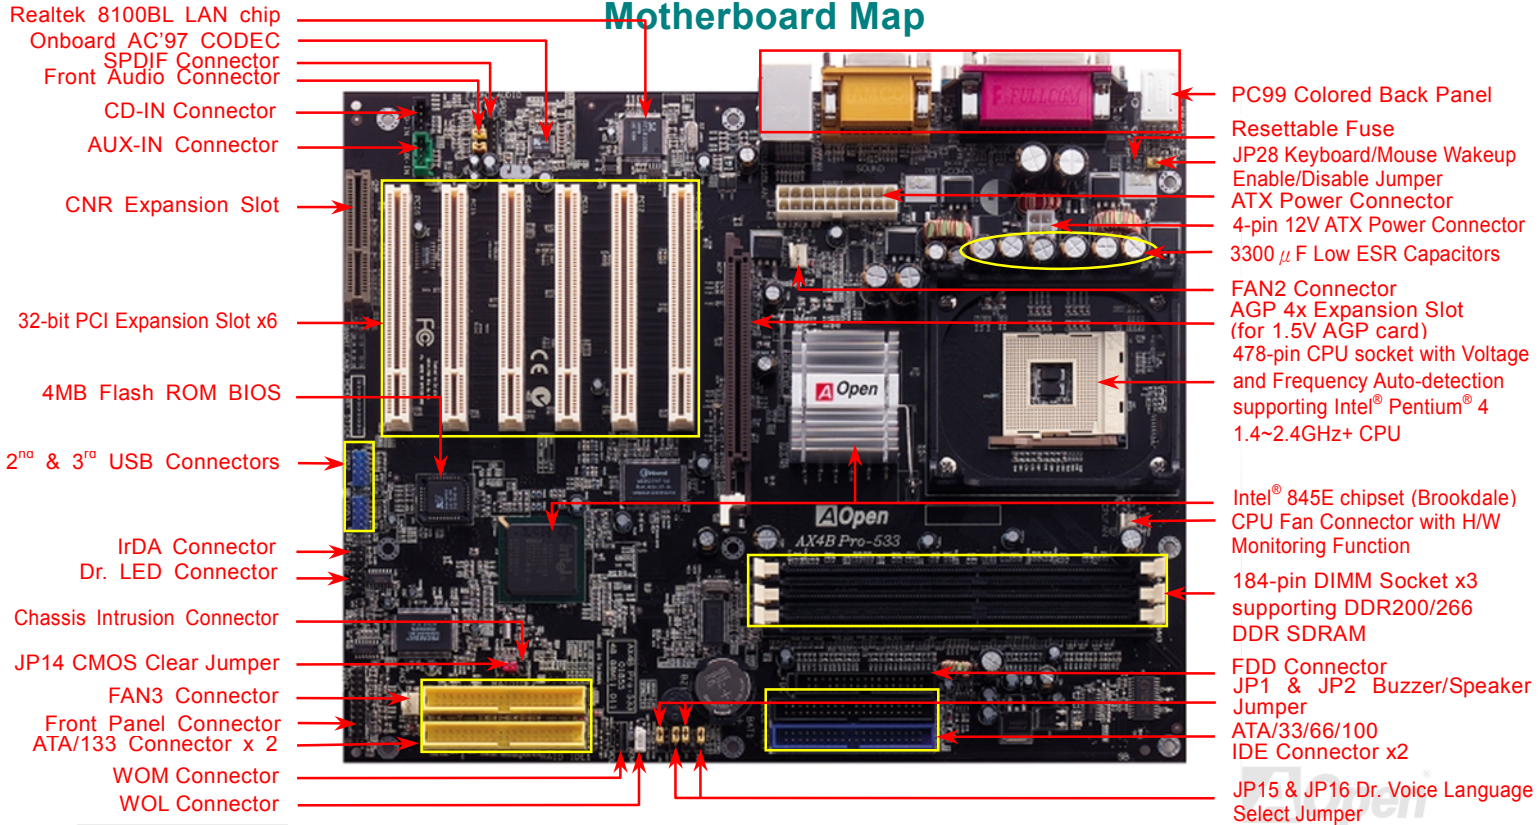 Motherboard Map
Realtek 8100BL LAN chip
Onboard AC'97 CODEC
SPDIF Connector
Front Audio Connector
CD-IN Connector
AUX-IN Connector
CNR Expansion Slot
32-bit PCI Expansion Slot x6
4MB Flash ROM BIOS
2nd & 3rd USB Connectors
IrDA Connector
Dr. LED Connector
Chassis Intrusion Connector
JP14 CMOS Clear Jumper
FAN3 Connector
Front Panel Connector
ATA/133 Connector x 2
WOM Connector
WOL Connector
PC99 Colored Back Panel
Resettable Fuse
JP28 Keyboard/Mouse Wakeup
Enable/Disable Jumper
ATX Power Connector
4-pin 12V ATX Power Connector
3300 μF Low ESR Capacitors
FAN2 Connector
AGP 4x Expansion Slot
(for 1.5V AGP card)
478-pin CPU socket with Voltage
and Frequency Auto-detection
supporting Intel® Pentium® 4
1.4~2.4GHz+ CPU
Intel® 845E chipset (Brookdale)
CPU Fan Connector with H/W
Monitoring Function
184-pin DIMM Socket x3
supporting DDR200/266
DDR SDRAM
FDD Connector
JP1 & JP2 Buzzer/Speaker
Jumper
ATA/33/66/100
IDE Connector x2
JP15 & JP16 Dr. Voice Language
Select Jumper
SOUND
AOpen
AOpen
AX4B Pro-533
FC
CE
AOpen